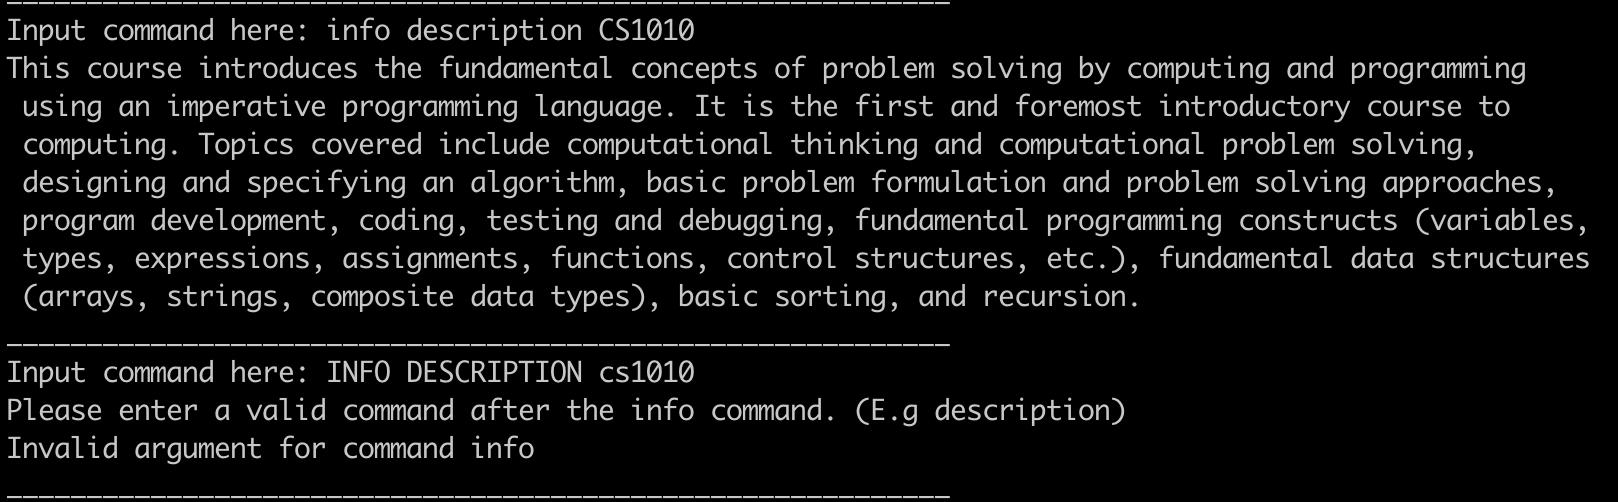 Input command here: info description CS1010
This course introduces the fundamental concepts of problem solving by computing and programming
using an imperative programming language. It is the first and foremost introductory course to
computing. Topics covered include computational thinking and computational problem solving,
designing and specifying an algorithm, basic problem formulation and problem solving approaches,
program development, coding, testing and debugging, fundamental programming constructs (variables,
types, expressions, assignments, functions, control structures, etc.), fundamental data structures
(arrays, strings, composite data types), basic sorting, and recursion.
___________________________________________________________
Input command here: INFO DESCRIPTION cs1010
Please enter a valid command after the info command. (E.g description)
Invalid argument for command info
___________________________________________________________